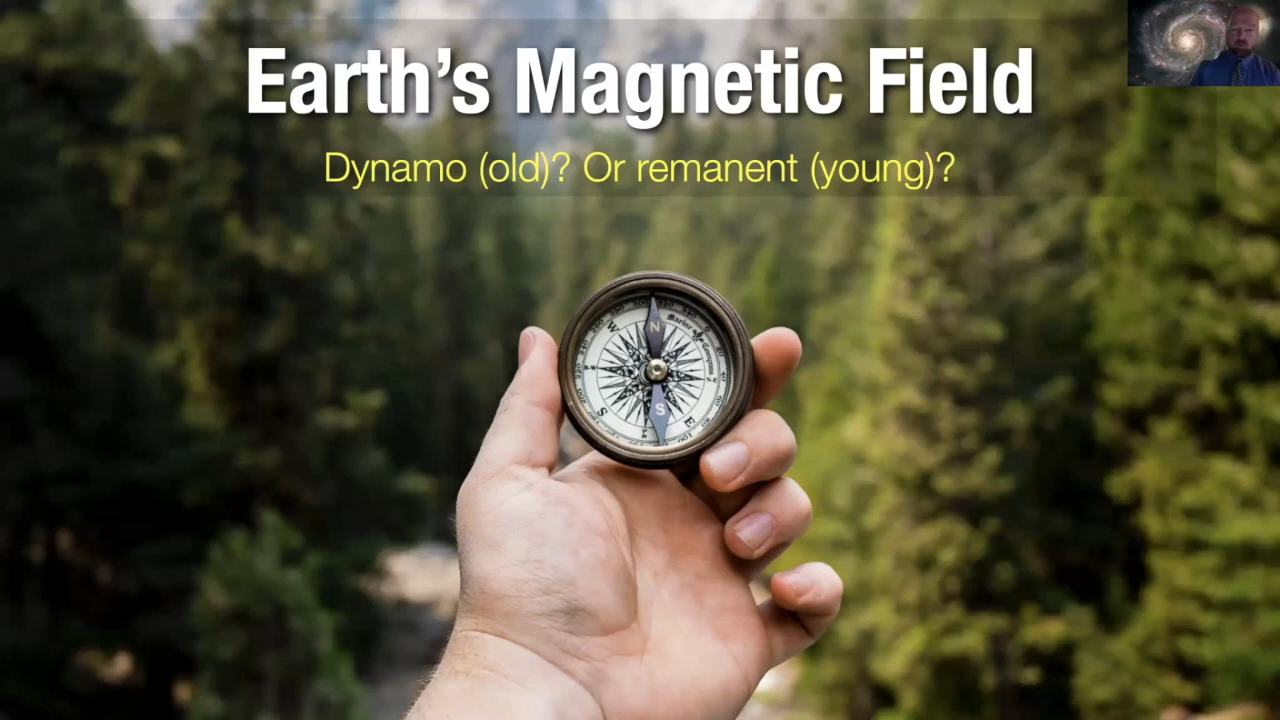 Earth's Magnetic Field
Dynamo (old)? Or remanent (young)?
N
W
S
S
E